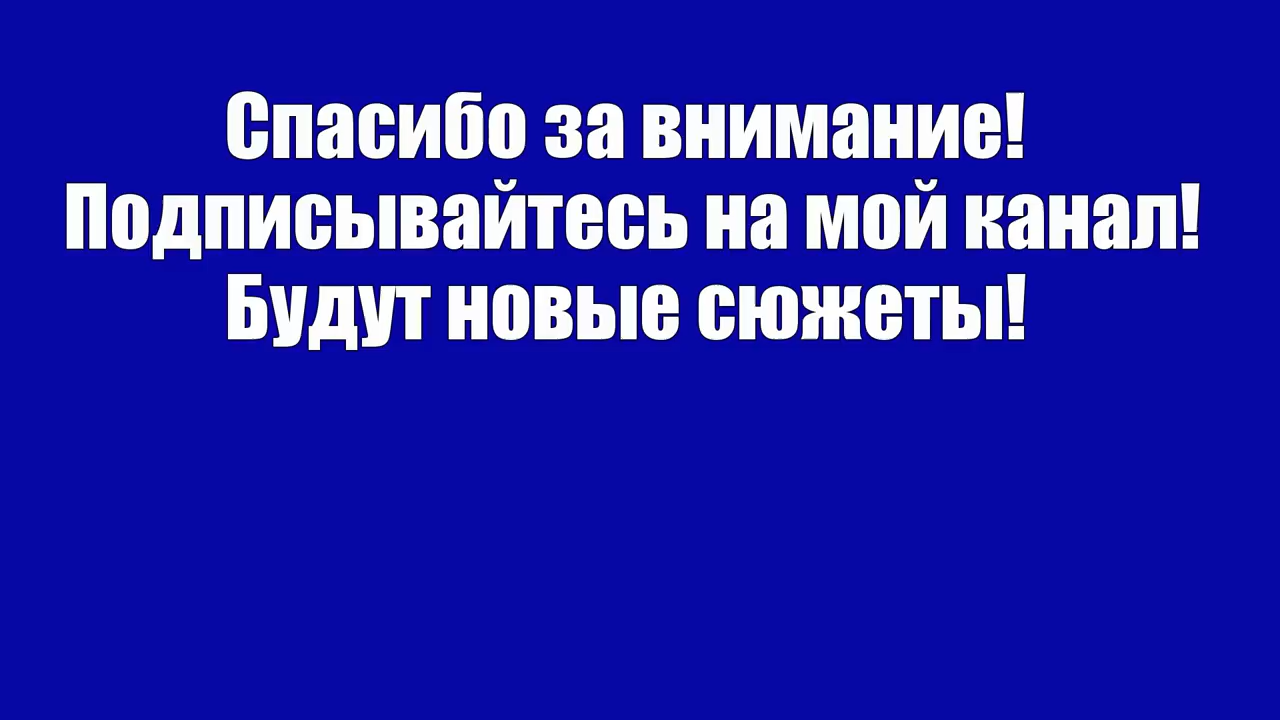 Спасибо за внимание!
Подписывайтесь на мой канал!
Будут новые сюжеты!